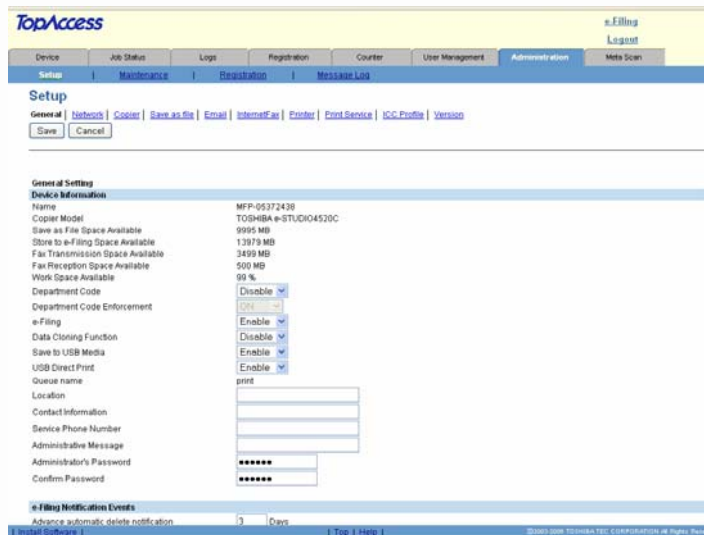 TopAccess
e-Filing
Logout
Device Job Status Logs Registration Counter User Management Administration Meta Scan
Setup | Maintenance | Registration | Message Log
Setup
General | Network | Copier | Save as file | Email | InternetFax | Printer | Print Service | ICC Profile | Version
Save Cancel
General Setting
Device Information
Name MFP-05372438
Copier Model TOSHIBA e-STUDIO4520C
Save as File Space Available 9995 MB
Store to e-Filing Space Available 13979 MB
Fax Transmission Space Available 3499 MB
Fax Reception Space Available 500 MB
Work Space Available 99 %
Department Code Disable
Department Code Enforcement ON
e-Filing Enable
Data Cloning Function Disable
Save to USB Media Enable
USB Direct Print Enable
Queue name print
Location
Contact Information
Service Phone Number
Administrative Message
Administrator's Password ••••••
Confirm Password ••••••
e-Filing Notification Events
Advance automatic delete notification 3 Days
Install Software | | Top | Help | TOSHIBA TEC CORPORATION All Rights